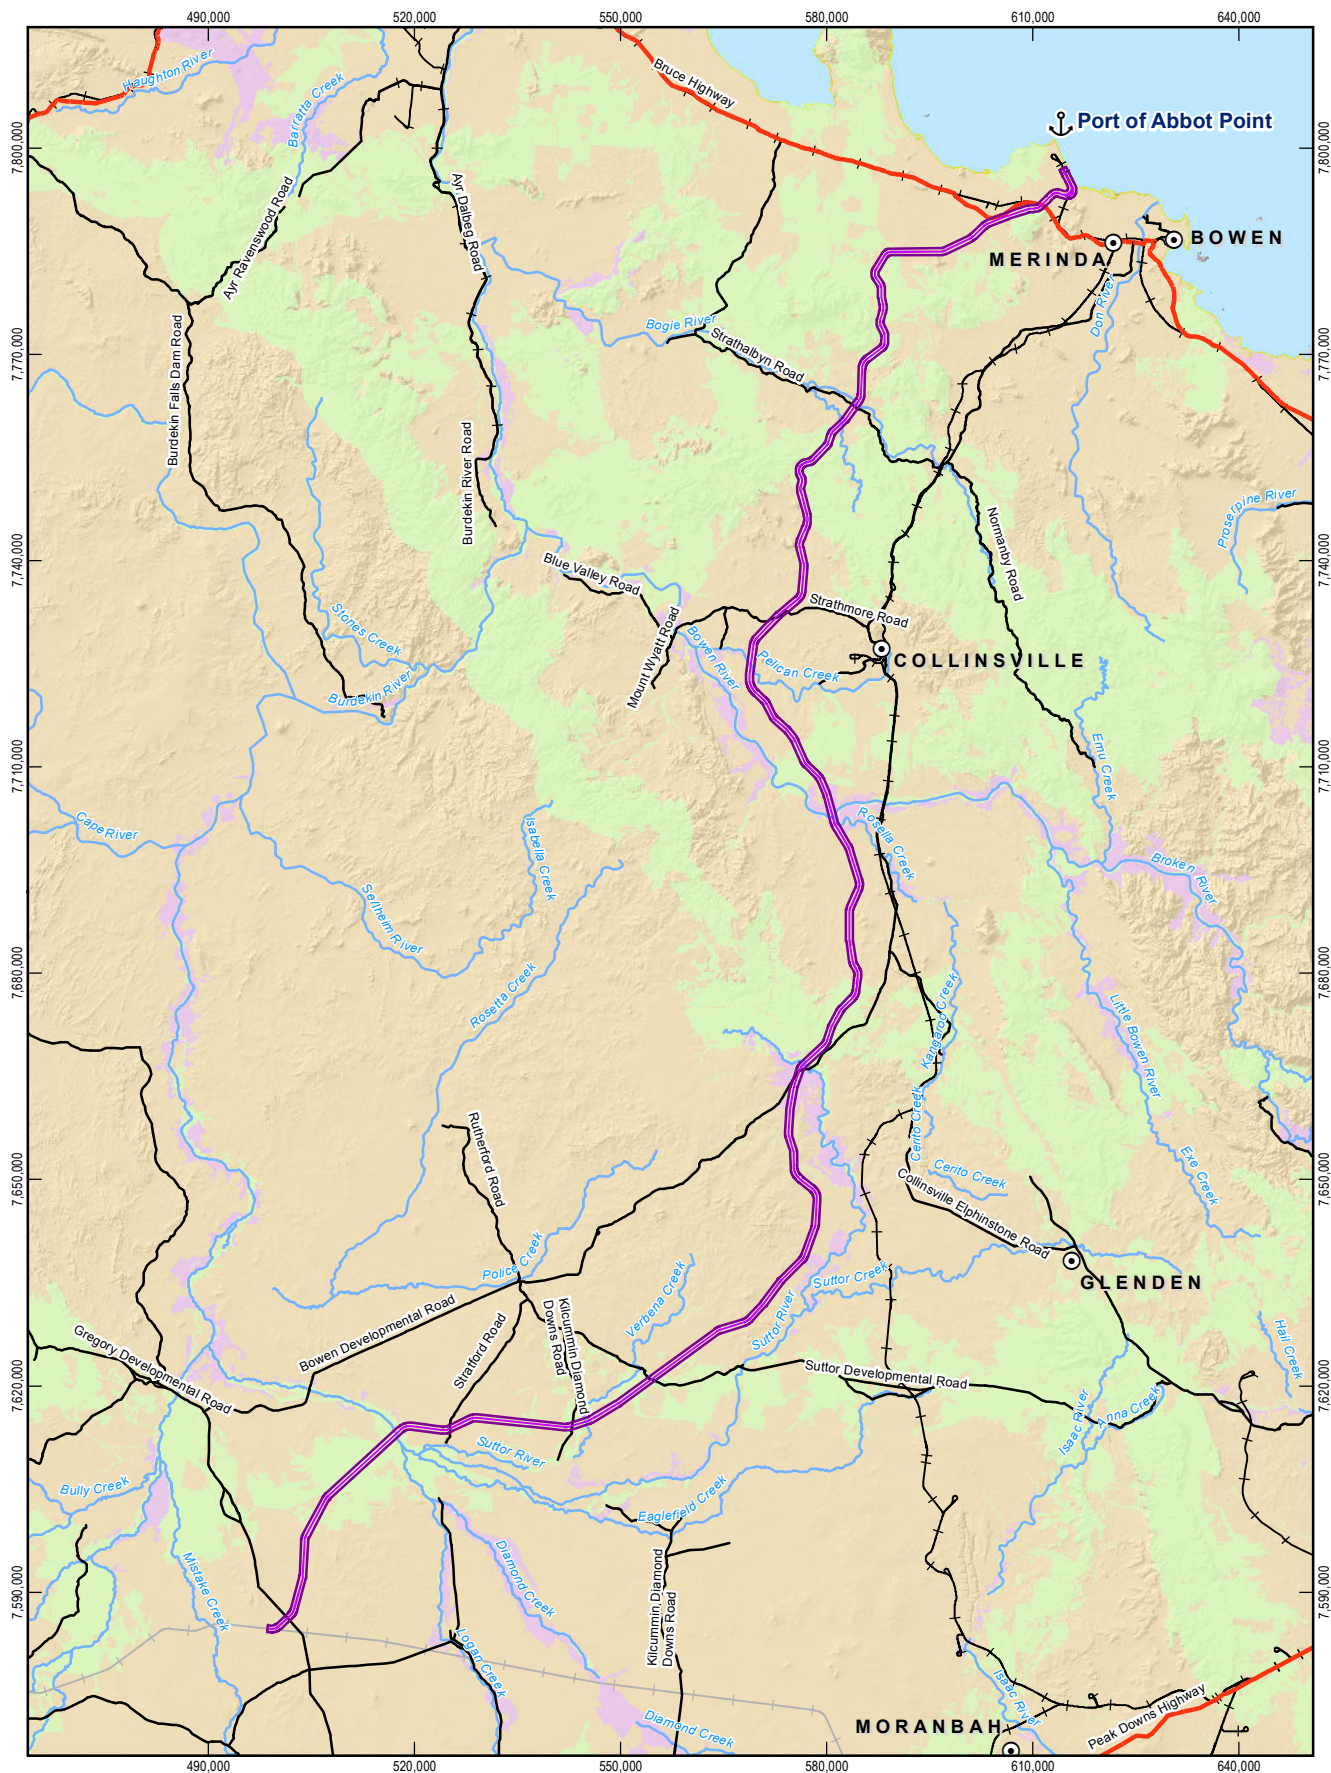 490,000
520,000
550,000
580,000
610,000
640,000
Haughton River
Barratta Creek
Bruce Highway
Port of Abbot Point
7,800,000
7,800,000
Ayr Ravenswood Road
Ayr Dalbeg Road
BOWEN
MERINDA
Don River
Bogie River
Strathalbyn Road
7,770,000
7,770,000
Burdekin Falls Dam Road
Burdekin River Road
Proserpine River
Normanby Road
7,740,000
7,740,000
Blue Valley Road
Strathmore Road
Stones Creek
Mount Wyatt Road
Bowen River
Pelican Creek
COLLINSVILLE
Burdekin River
Emu Creek
7,710,000
7,710,000
Cape River
Isabella Creek
Rosella Creek
Broken River
Sellheim River
Rosetta Creek
7,680,000
7,680,000
Kangaroo Creek
Little Bowen River
Rutherford Road
Cerito Creek
Cerito Creek
Exe Creek
7,650,000
7,650,000
Collinsville Elphinstone Road
Police Creek
Verbena Creek
Suttor Creek
GLENDEN
Bowen Developmental Road
Kilcummin Diamond
Downs Road
Suttor River
Stratford Road
Hail Creek
Gregory Developmental Road
Suttor Developmental Road
7,620,000
7,620,000
Isaac River
Anna Creek
Suttor River
Bully Creek
Eaglefield Creek
Mistake Creek
Diamond Creek
Kilcummin Diamond
Downs Road
7,590,000
7,590,000
Logan Creek
Isaac River
Diamond Creek
MORANBAH
Peak Downs Highway
490,000
520,000
550,000
580,000
610,000
640,000